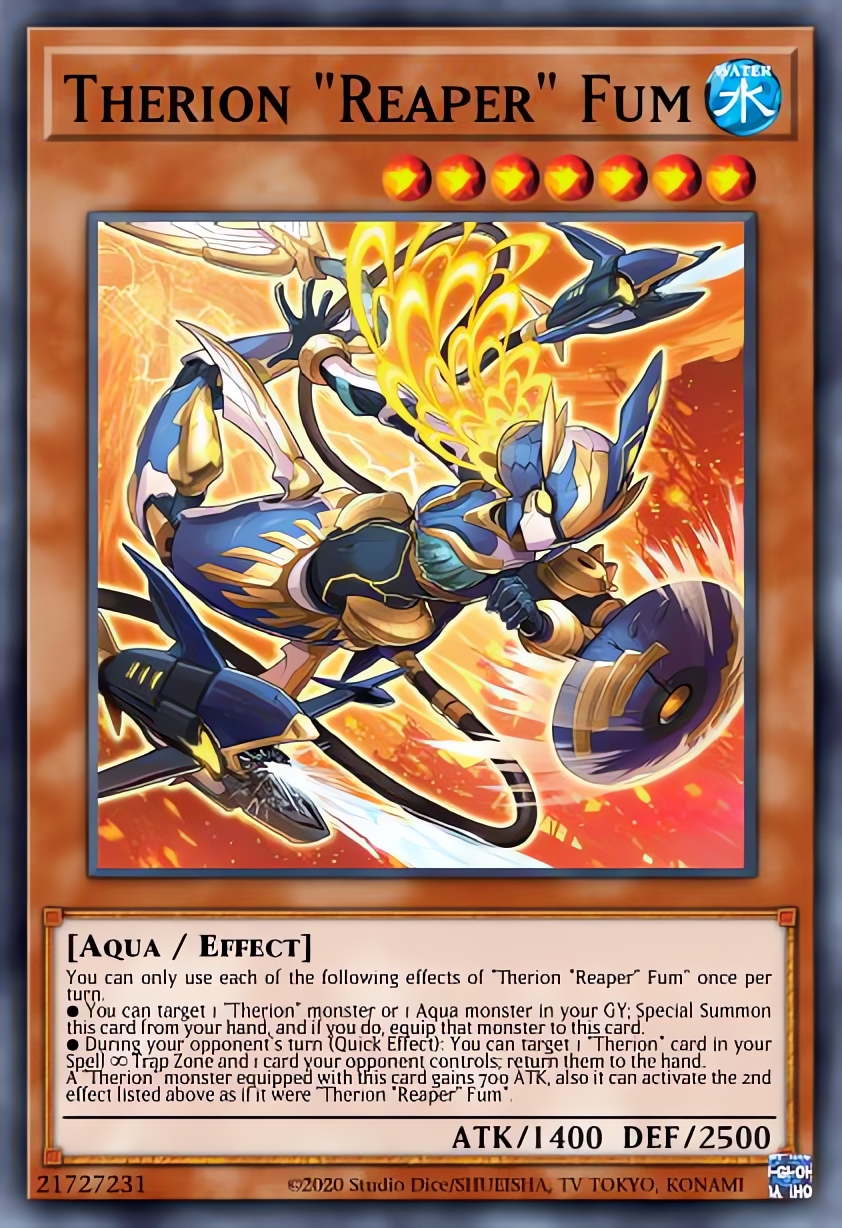 THERION "REAPER" FUM
WATER
水
[AQUA / EFFECT]
You can only use each of the following effects of "Therion "Reaper" Fum" once per
turn.
● You can target 1 "Therion" monster or 1 Aqua monster in your GY; Special Summon
this card from your hand, and if you do, equip that monster to this card.
● During your opponent's turn (Quick Effect): You can target 1 "Therion" card in your
Spell & Trap Zone and 1 card your opponent controls; return them to the hand.
A "Therion" monster equipped with this card gains 700 ATK, also it can activate the 2nd
effect listed above as if it were "Therion "Reaper" Fum".
ATK/1400 DEF/2500
21727231
©2020 Studio Dice/SHUEISHA, TV TOKYO, KONAMI